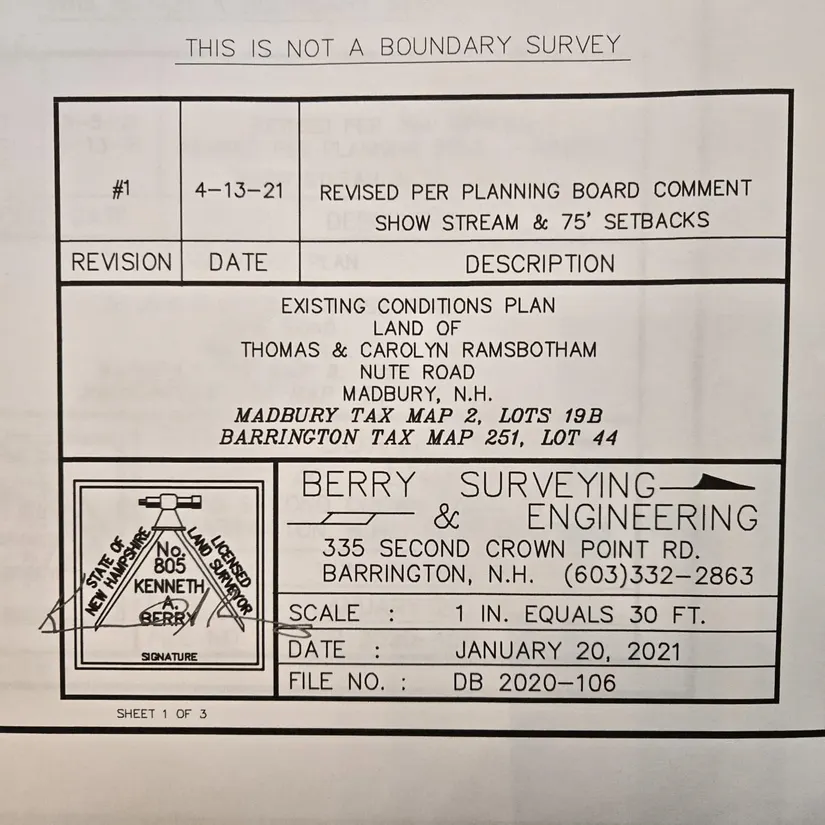 THIS IS NOT A BOUNDARY SURVEY
#1 4-13-21 REVISED PER PLANNING BOARD COMMENT
SHOW STREAM & 75' SETBACKS
REVISION DATE DESCRIPTION
EXISTING CONDITIONS PLAN
LAND OF
THOMAS & CAROLYN RAMSBOTHAM
NUTE ROAD
MADBURY, N.H.
MADBURY TAX MAP 2, LOTS 19B
BARRINGTON TAX MAP 251, LOT 44
STATE OF
NEW HAMPSHIRE
LICENSED
LAND SURVEYOR
No.
805
KENNETH
A.
BERRY
SIGNATURE
BERRY SURVEYING
& ENGINEERING
335 SECOND CROWN POINT RD.
BARRINGTON, N.H. (603)332-2863
SCALE : 1 IN. EQUALS 30 FT.
DATE : JANUARY 20, 2021
FILE NO. : DB 2020-106
SHEET 1 OF 3